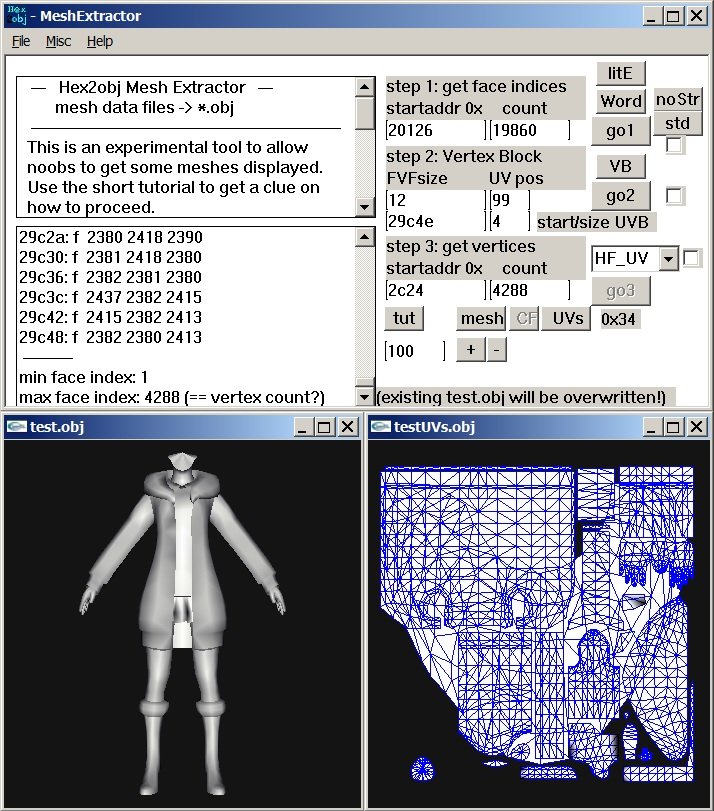 Hex obj - MeshExtractor
File Misc Help
— Hex2obj Mesh Extractor —
mesh data files -> *.obj
This is an experimental tool to allow
noobs to get some meshes displayed.
Use the short tutorial to get a clue on
how to proceed.
29c2a: f 2380 2418 2390
29c30: f 2381 2418 2380
29c36: f 2382 2381 2380
29c3c: f 2437 2382 2415
29c42: f 2415 2382 2413
29c48: f 2382 2380 2413
min face index: 1
max face index: 4288 (== vertex count?)
step 1: get face indices
startaddr 0x count
[20126 ][19860 ]
litE
Word noStr
go1 std
step 2: Vertex Block
FVFsize UV pos
[12 ][99 ]
[29c4e ][4 ] start/size UVB
VB
go2
step 3: get vertices
startaddr 0x count
[2c24 ][4288 ]
HF_UV
go3
tut mesh CF UVs 0x34
[100 ] + -
(existing test.obj will be overwritten!)
test.obj
testUVs.obj